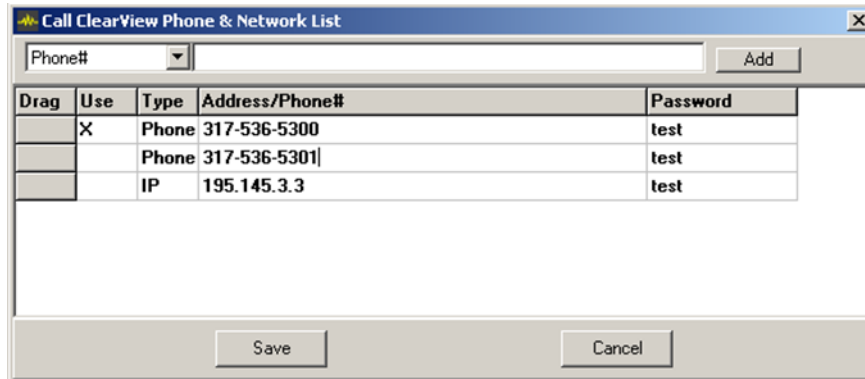 Call ClearView Phone & Network List
Phone# Add
Drag Use Type Address/Phone# Password
X Phone 317-536-5300 test
Phone 317-536-5301 test
IP 195.145.3.3 test
Save Cancel